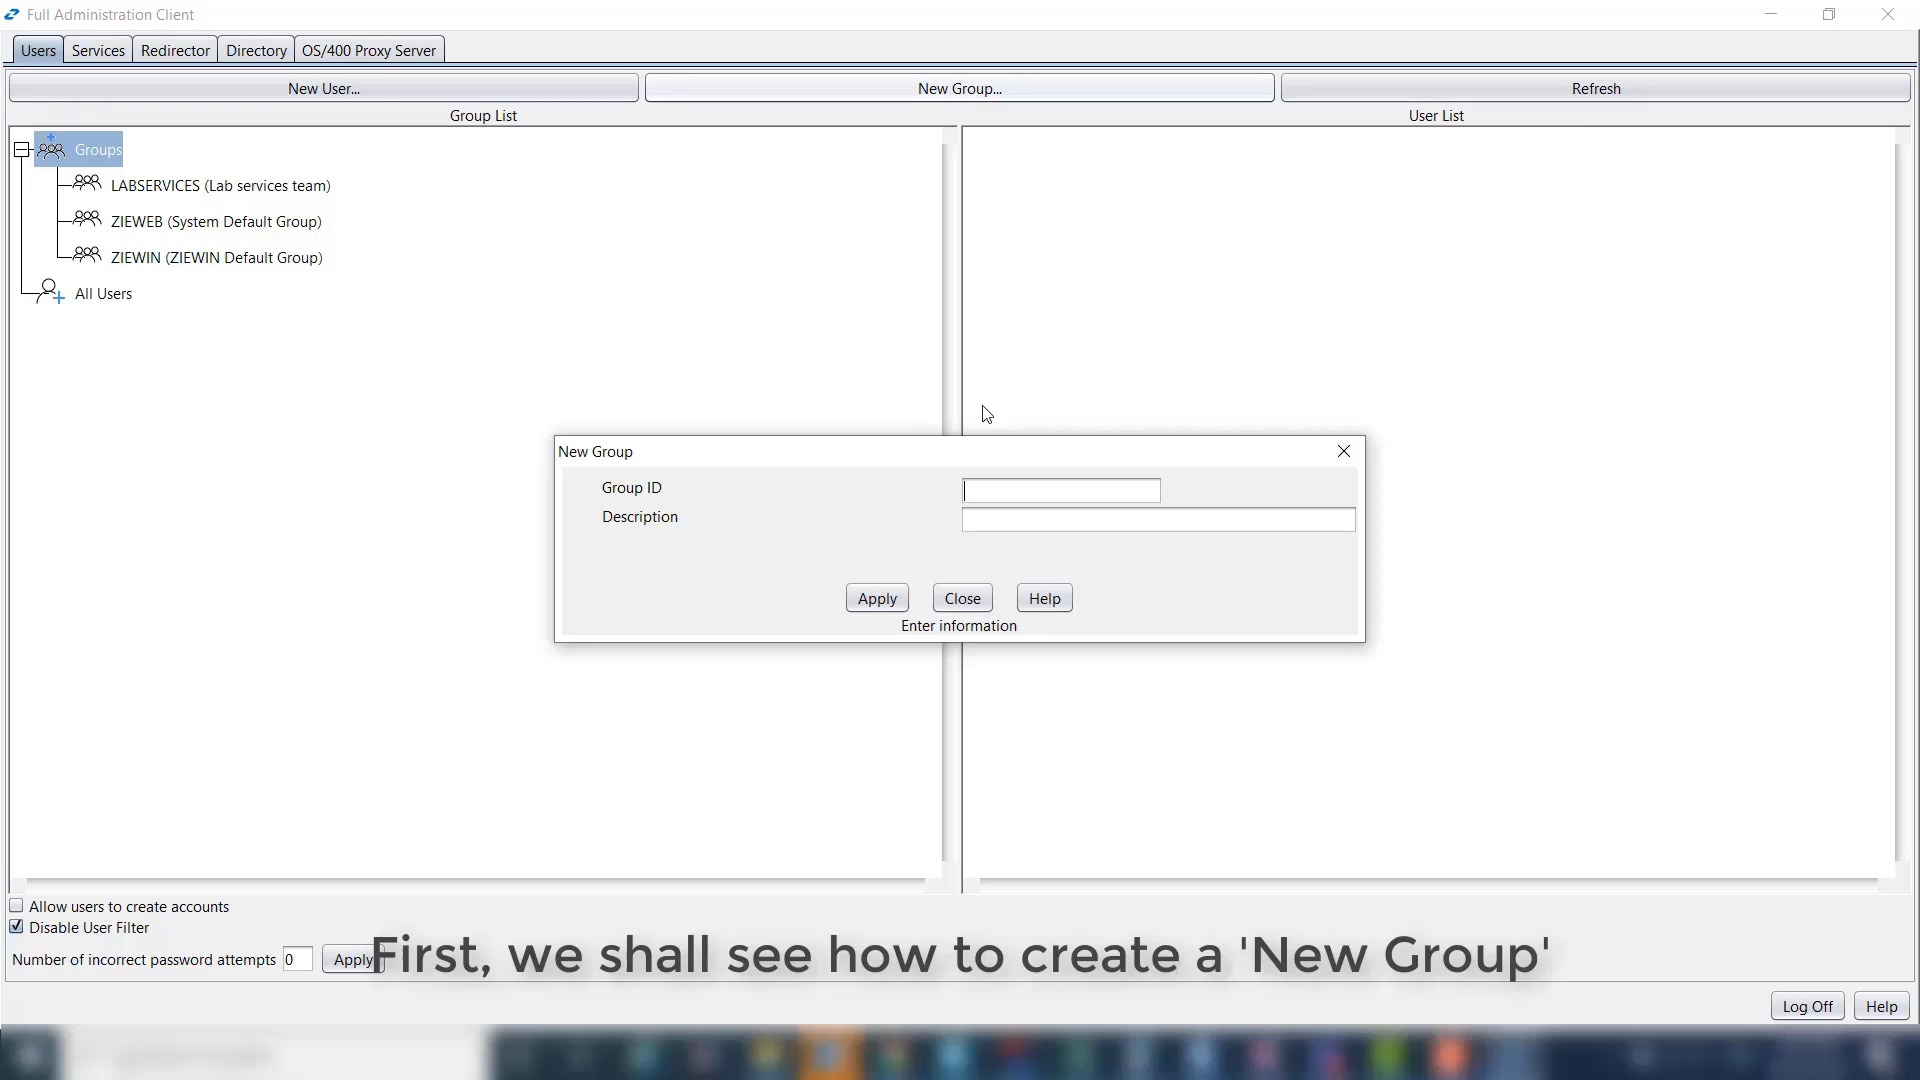 Full Administration Client
Users Services Redirector Directory OS/400 Proxy Server
New User... New Group... Refresh
Group List User List
Groups
LABSERVICES (Lab services team)
ZIEWEB (System Default Group)
ZIEWIN (ZIEWIN Default Group)
All Users
New Group
Group ID
Description
Apply Close Help
Enter information
Allow users to create accounts
Disable User Filter
Number of incorrect password attempts 0 Apply
First, we shall see how to create a 'New Group'
Log Off Help